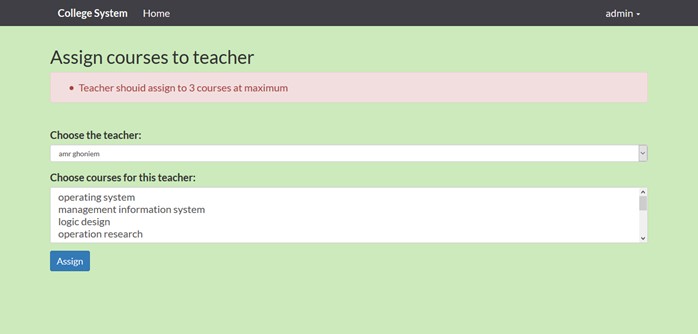 College System Home admin
Assign courses to teacher
Teacher shouid assign to 3 courses at maximum
Choose the teacher:
amr ghoniem
Choose courses for this teacher:
operating system
management information system
logic design
operation research
Assign